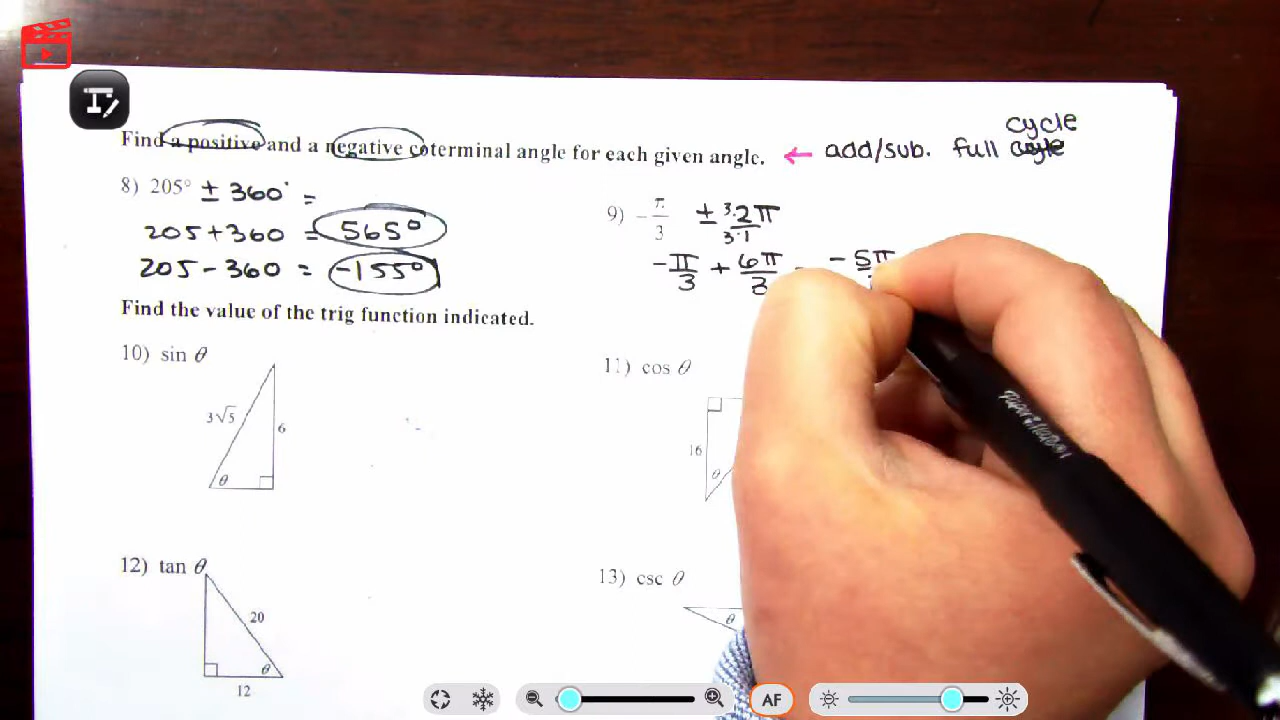 cycle
Find a positive and a negative coterminal angle for each given angle. ← add/sub. full
8) 205° ± 360° =
205 + 360 = 565°
205 - 360 = -155°
9) -π/3 ± 3·2π/3·1
-π/3 + 6π/3 - 5π
Find the value of the trig function indicated.
10) sin θ
3√5
6
θ
11) cos θ
16
θ
12) tan θ
20
θ
12
13) csc θ
θ
AF